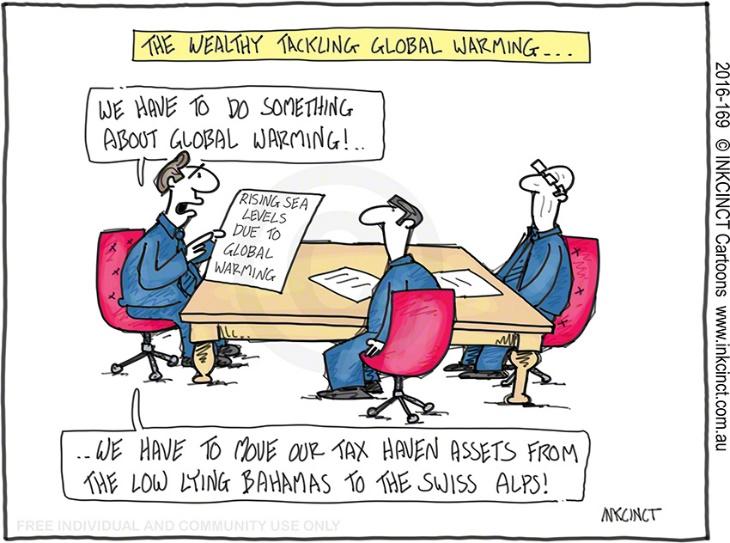 THE WEALTHY TACKLING GLOBAL WARMING...
WE HAVE TO DO SOMETHING
ABOUT GLOBAL WARMING!..
RISING SEA
LEVELS
DUE TO
GLOBAL
WARMING
..WE HAVE TO MOVE OUR TAX HAVEN ASSETS FROM
THE LOW LYING BAHAMAS TO THE SWISS ALPS!
INKCINCT
FREE INDIVIDUAL AND COMMUNITY USE ONLY
2016-169 © INKCINCT Cartoons www.inkcinct.com.au